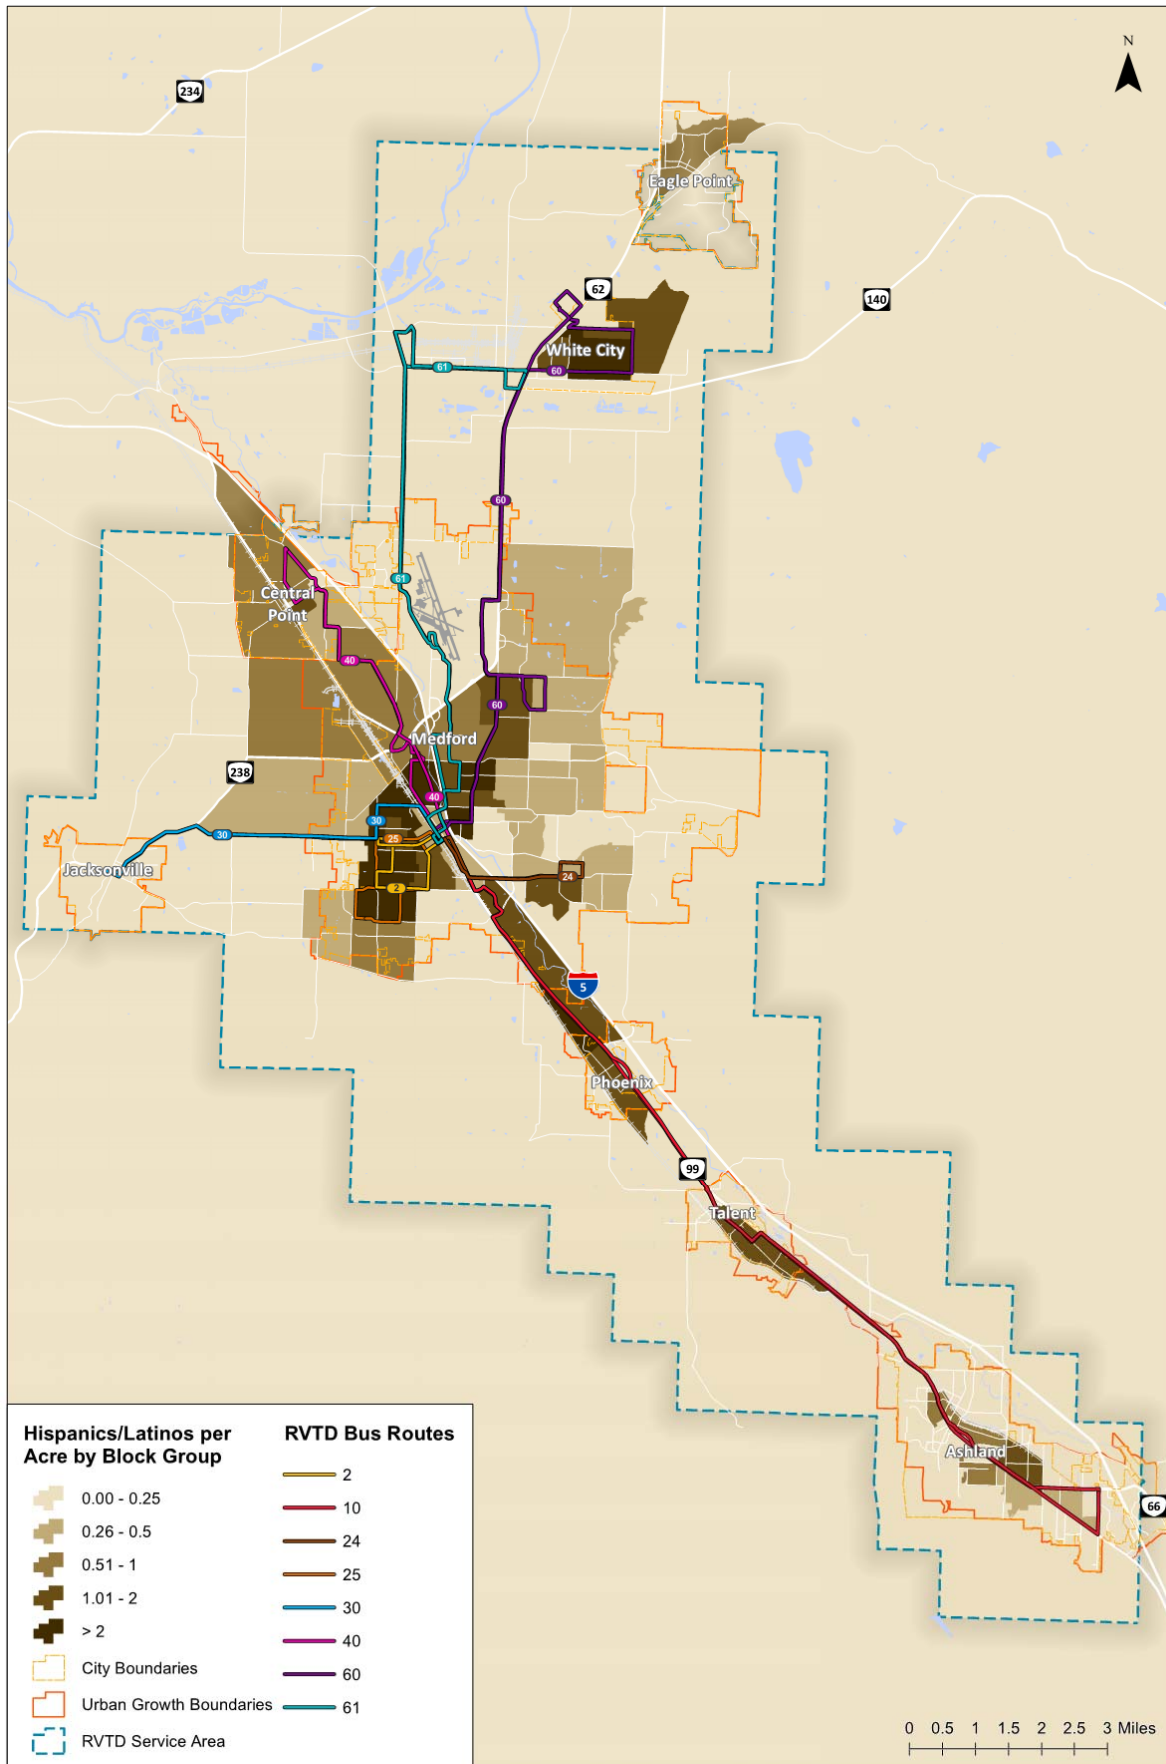 N
234
Eagle Point
62
140
White City
61
60
60
61
Central
Point
40
60
Medford
238
40
30
30
25
Jacksonville
2
24
5
Phoenix
99
Talent
Ashland
66
Hispanics/Latinos per
Acre by Block Group
0.00 - 0.25
0.26 - 0.5
0.51 - 1
1.01 - 2
> 2
City Boundaries
Urban Growth Boundaries
RVTD Service Area
RVTD Bus Routes
2
10
24
25
30
40
60
61
0 0.5 1 1.5 2 2.5 3 Miles